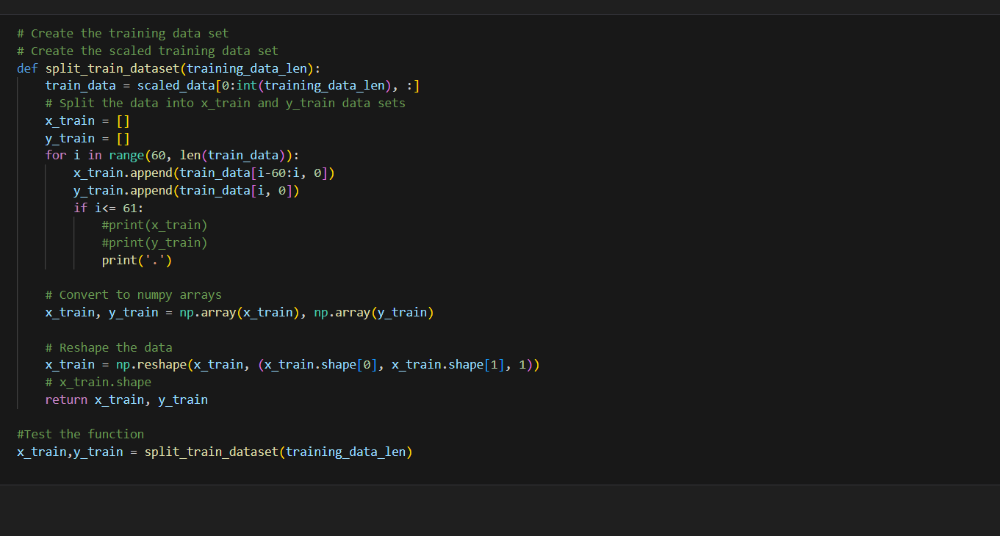 # Create the training data set
# Create the scaled training data set
def split_train_dataset(training_data_len):
    train_data = scaled_data[0:int(training_data_len), :]
    # Split the data into x_train and y_train data sets
    x_train = []
    y_train = []
    for i in range(60, len(train_data)):
        x_train.append(train_data[i-60:i, 0])
        y_train.append(train_data[i, 0])
        if i<= 61:
            #print(x_train)
            #print(y_train)
            print('.')

    # Convert to numpy arrays
    x_train, y_train = np.array(x_train), np.array(y_train)

    # Reshape the data
    x_train = np.reshape(x_train, (x_train.shape[0], x_train.shape[1], 1))
    # x_train.shape
    return x_train, y_train

#Test the function
x_train,y_train = split_train_dataset(training_data_len)